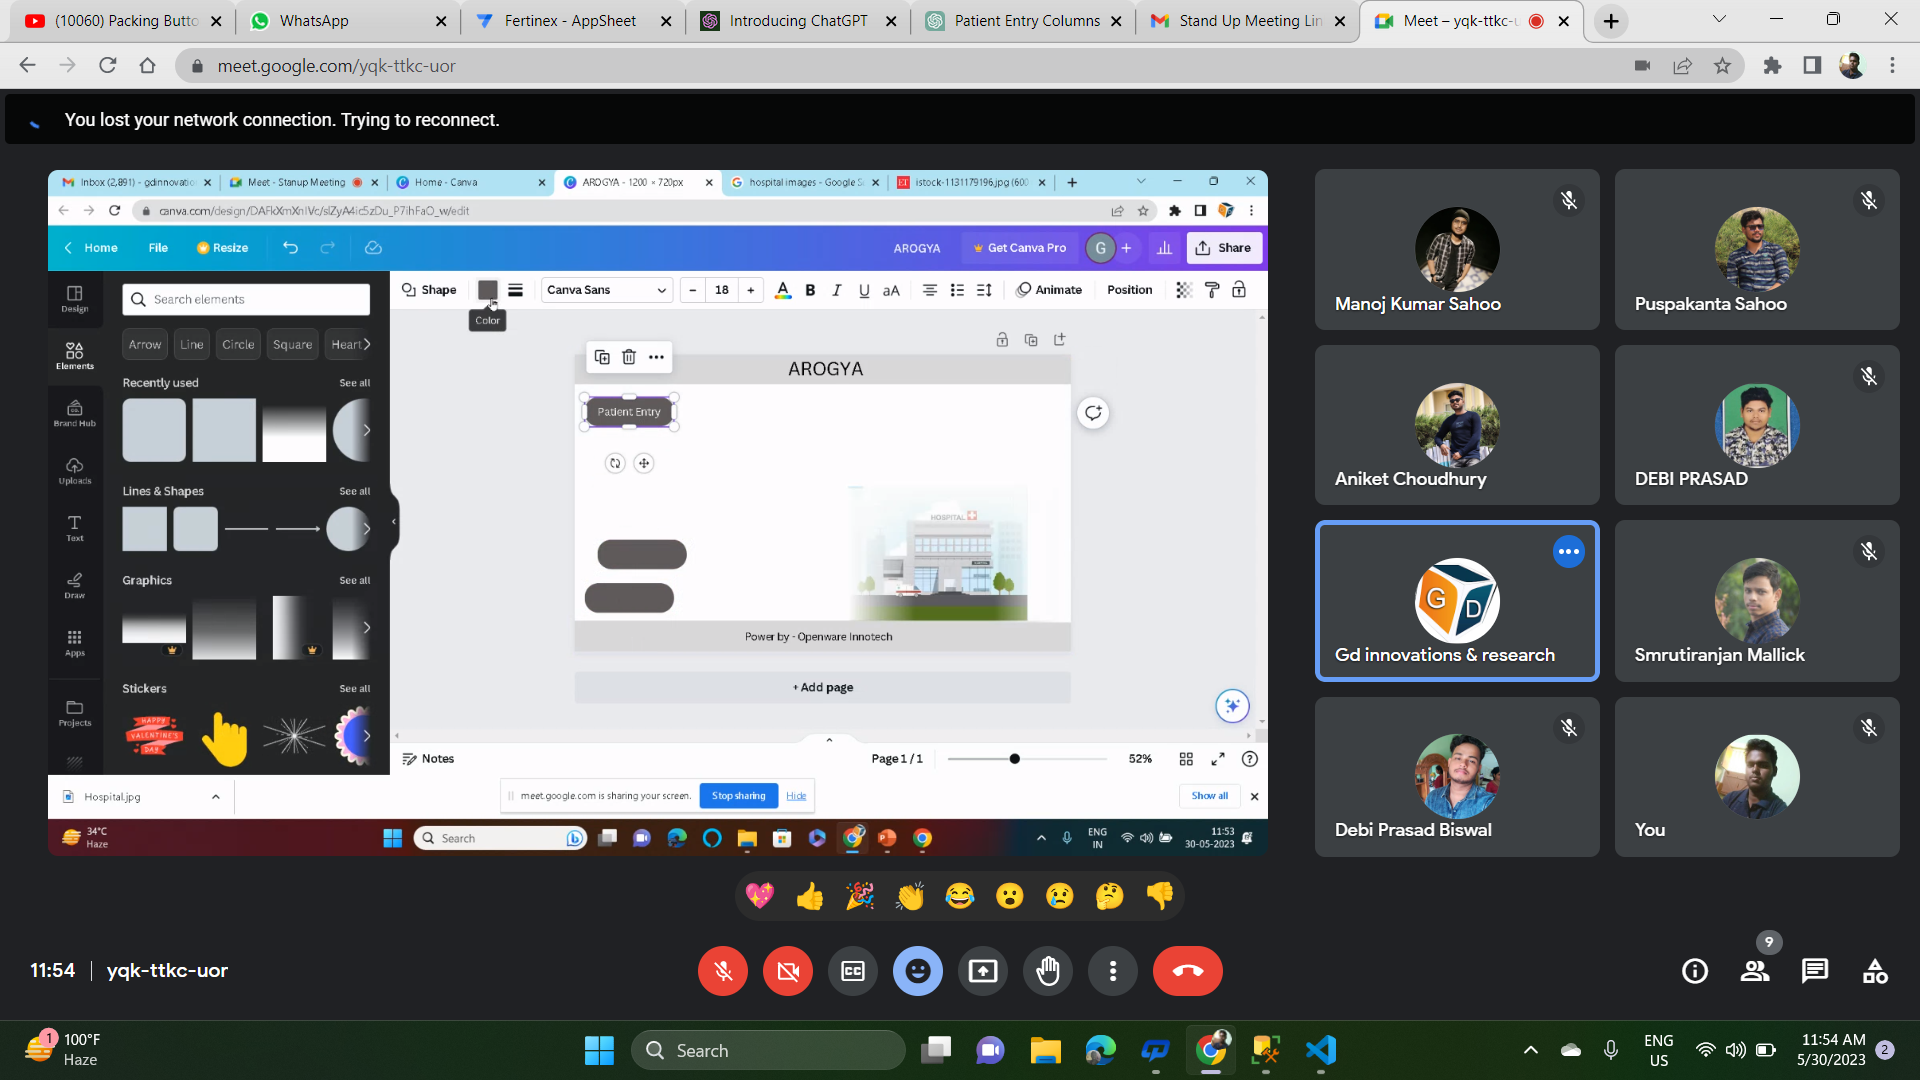 (10060) Packing Butto
WhatsApp
Fertinex - AppSheet
Introducing ChatGPT
Patient Entry Columns
Stand Up Meeting Lin
Meet – yqk-ttkc-u
meet.google.com/yqk-ttkc-uor
You lost your network connection. Trying to reconnect.
Inbox (2,891) - gdinnovatio
Meet - Stanup Meeting
Home - Canva
AROGYA - 1200 × 720px
hospital images - Google S
istock-1131179196.jpg (600
canva.com/design/DAFkXmXnIVc/slZyA4ic5zDu_P7ihFaO_w/edit
Home
File
Resize
AROGYA
Get Canva Pro
G
Share
Design
Elements
Brand Hub
Uploads
Text
Draw
Apps
Projects
Search elements
Arrow
Line
Circle
Square
Heart
Recently used
See all
Lines & Shapes
See all
Graphics
See all
Stickers
See all
HAPPY
VALENTINE'S
DAY
Shape
Canva Sans
18
B
I
U
aA
Animate
Position
Color
AROGYA
Patient Entry
HOSPITAL
Power by - Openware Innotech
+ Add page
Notes
Page 1 / 1
52%
Hospital.jpg
meet.google.com is sharing your screen.
Stop sharing
Hide
Show all
34°C
Haze
Search
ENG
IN
11:53
30-05-2023
Manoj Kumar Sahoo
Puspakanta Sahoo
Aniket Choudhury
DEBI PRASAD
G D
Gd innovations & research
Smrutiranjan Mallick
Debi Prasad Biswal
You
11:54
yqk-ttkc-uor
CC
9
1
100°F
Haze
Search
ENG
US
11:54 AM
5/30/2023
2